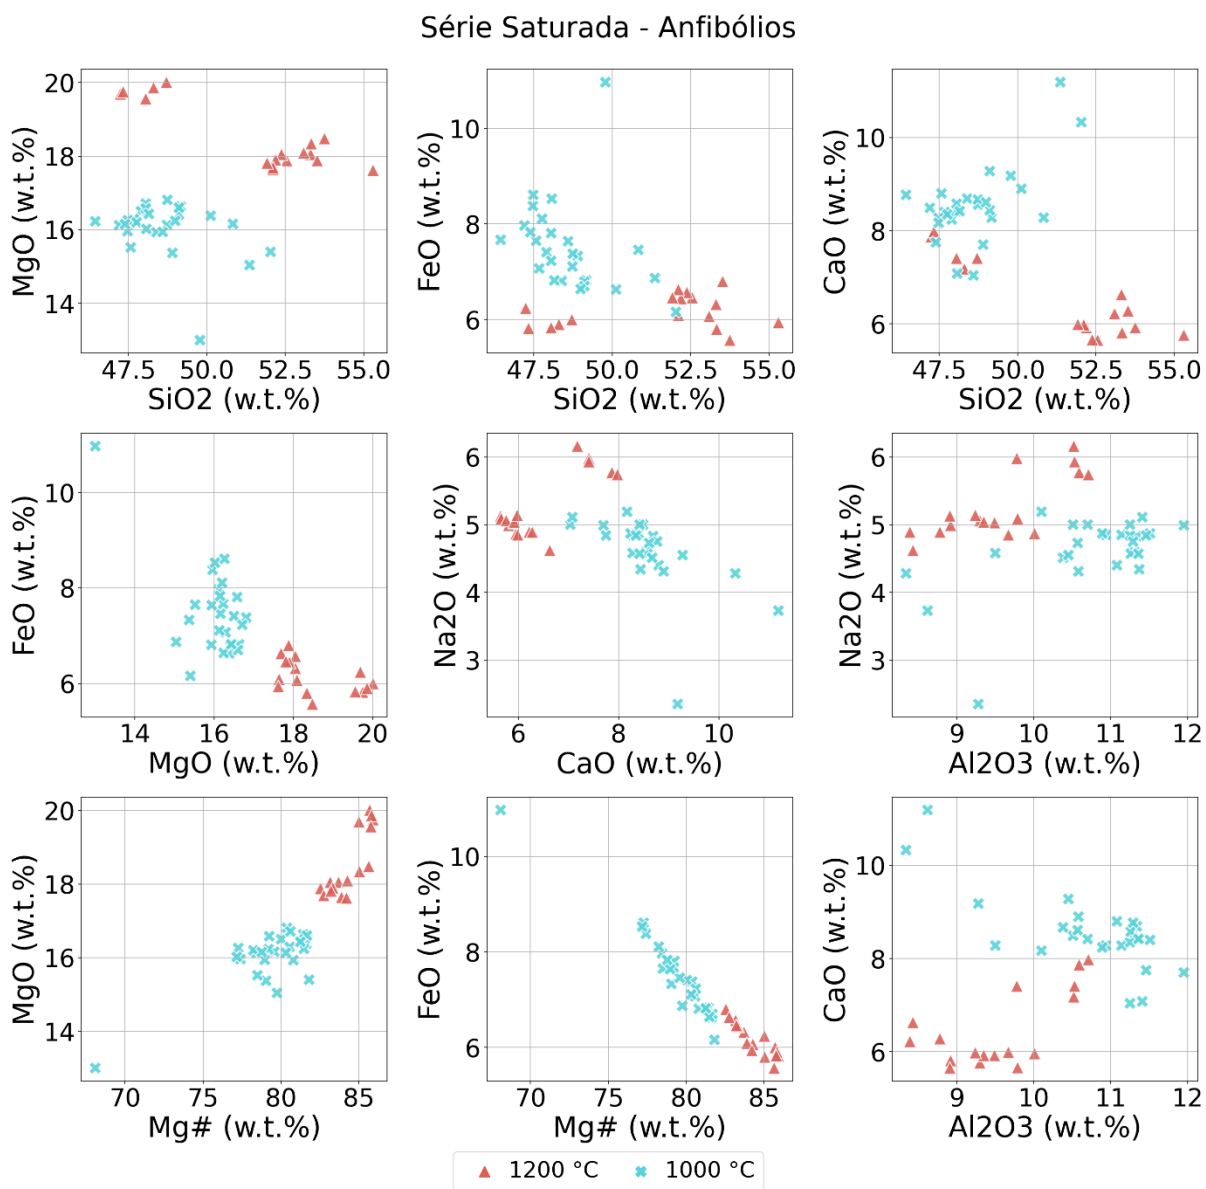 Série Saturada - Anfibólios
MgO (w.t.%)
20
18
16
14
47.5 50.0 52.5 55.0
SiO2 (w.t.%)
FeO (w.t.%)
10
8
6
47.5 50.0 52.5 55.0
SiO2 (w.t.%)
CaO (w.t.%)
10
8
6
47.5 50.0 52.5 55.0
SiO2 (w.t.%)
FeO (w.t.%)
10
8
6
14 16 18 20
MgO (w.t.%)
Na2O (w.t.%)
6
5
4
3
6 8 10
CaO (w.t.%)
Na2O (w.t.%)
6
5
4
3
9 10 11 12
Al2O3 (w.t.%)
MgO (w.t.%)
20
18
16
14
70 75 80 85
Mg# (w.t.%)
FeO (w.t.%)
10
8
6
70 75 80 85
Mg# (w.t.%)
CaO (w.t.%)
10
8
6
9 10 11 12
Al2O3 (w.t.%)
1200 °C 1000 °C